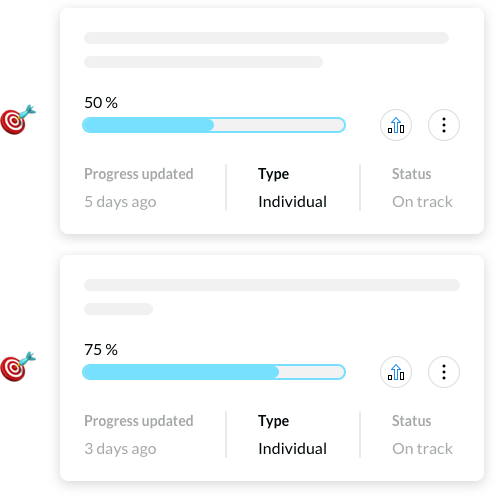 50 %
Progress updated Type Status
5 days ago Individual On track
75 %
Progress updated Type Status
3 days ago Individual On track